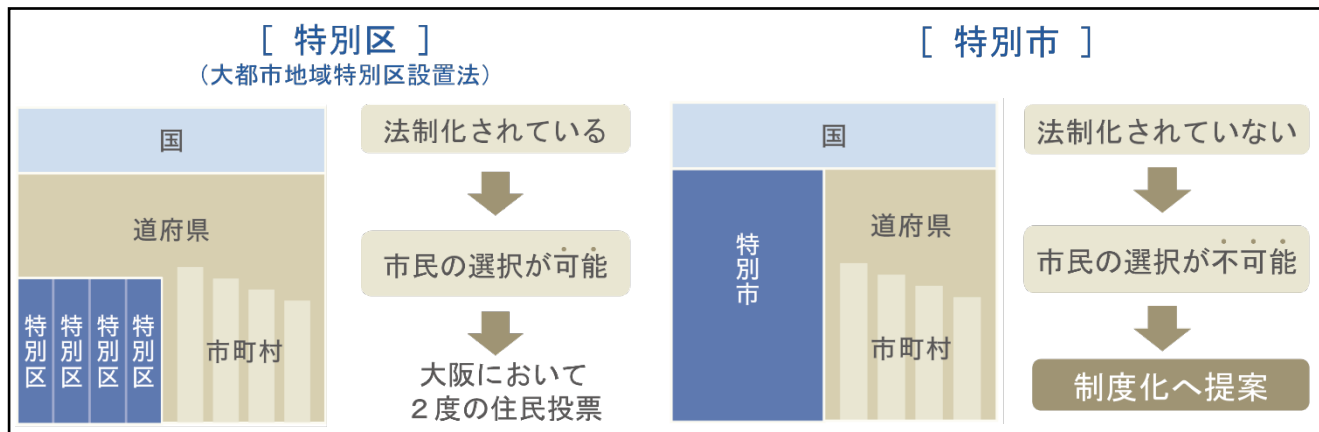 [ 特別区 ]
(大都市地域特別区設置法)
国
道府県
特別区
特別区
特別区
特別区
市町村
法制化されている
市民の選択が可能
大阪において
２度の住民投票
[ 特別市 ]
国
特別市
道府県
市町村
法制化されていない
市民の選択が不可能
制度化へ提案